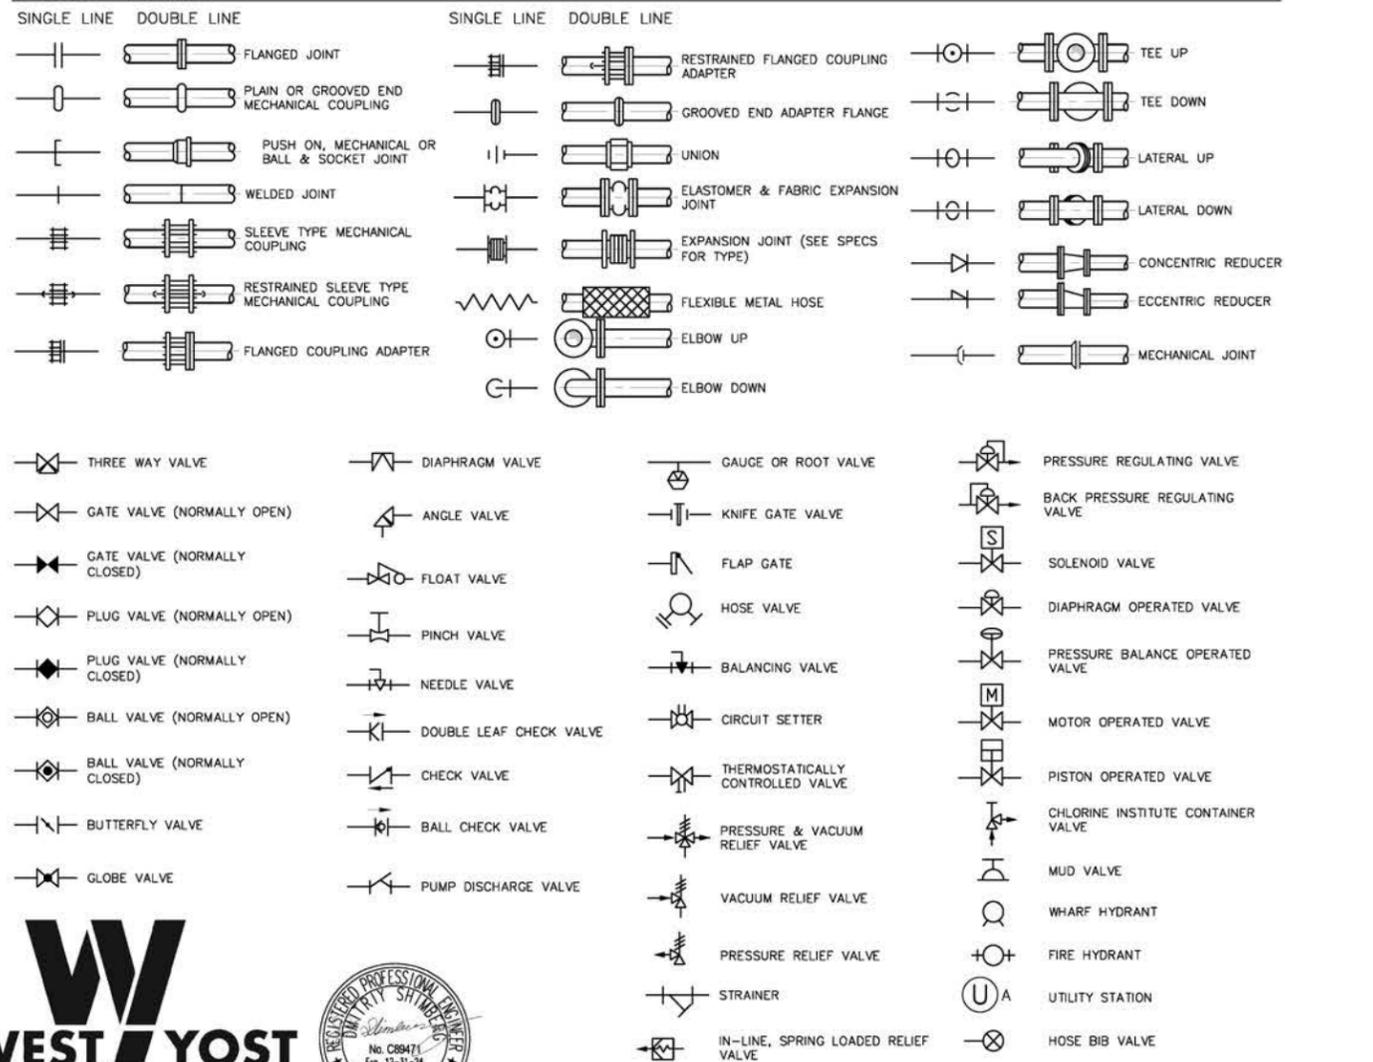 SINGLE LINE DOUBLE LINE
FLANGED JOINT
PLAIN OR GROOVED END
MECHANICAL COUPLING
PUSH ON, MECHANICAL OR
BALL & SOCKET JOINT
WELDED JOINT
SLEEVE TYPE MECHANICAL
COUPLING
RESTRAINED SLEEVE TYPE
MECHANICAL COUPLING
FLANGED COUPLING ADAPTER
SINGLE LINE DOUBLE LINE
RESTRAINED FLANGED COUPLING
ADAPTER
GROOVED END ADAPTER FLANGE
UNION
ELASTOMER & FABRIC EXPANSION
JOINT
EXPANSION JOINT (SEE SPECS
FOR TYPE)
FLEXIBLE METAL HOSE
ELBOW UP
ELBOW DOWN
TEE UP
TEE DOWN
LATERAL UP
LATERAL DOWN
CONCENTRIC REDUCER
ECCENTRIC REDUCER
MECHANICAL JOINT
THREE WAY VALVE
GATE VALVE (NORMALLY OPEN)
GATE VALVE (NORMALLY
CLOSED)
PLUG VALVE (NORMALLY OPEN)
PLUG VALVE (NORMALLY
CLOSED)
BALL VALVE (NORMALLY OPEN)
BALL VALVE (NORMALLY
CLOSED)
BUTTERFLY VALVE
GLOBE VALVE
DIAPHRAGM VALVE
ANGLE VALVE
FLOAT VALVE
PINCH VALVE
NEEDLE VALVE
DOUBLE LEAF CHECK VALVE
CHECK VALVE
BALL CHECK VALVE
PUMP DISCHARGE VALVE
GAUGE OR ROOT VALVE
KNIFE GATE VALVE
FLAP GATE
HOSE VALVE
BALANCING VALVE
CIRCUIT SETTER
THERMOSTATICALLY
CONTROLLED VALVE
PRESSURE & VACUUM
RELIEF VALVE
VACUUM RELIEF VALVE
PRESSURE RELIEF VALVE
STRAINER
IN-LINE, SPRING LOADED RELIEF
VALVE
PRESSURE REGULATING VALVE
BACK PRESSURE REGULATING
VALVE
S
SOLENOID VALVE
DIAPHRAGM OPERATED VALVE
PRESSURE BALANCE OPERATED
VALVE
M
MOTOR OPERATED VALVE
PISTON OPERATED VALVE
CHLORINE INSTITUTE CONTAINER
VALVE
MUD VALVE
WHARF HYDRANT
FIRE HYDRANT
U A
UTILITY STATION
HOSE BIB VALVE
W
WEST YOST
REGISTERED PROFESSIONAL ENGINEER
DMITRIY SHIMBERG
No. C89471